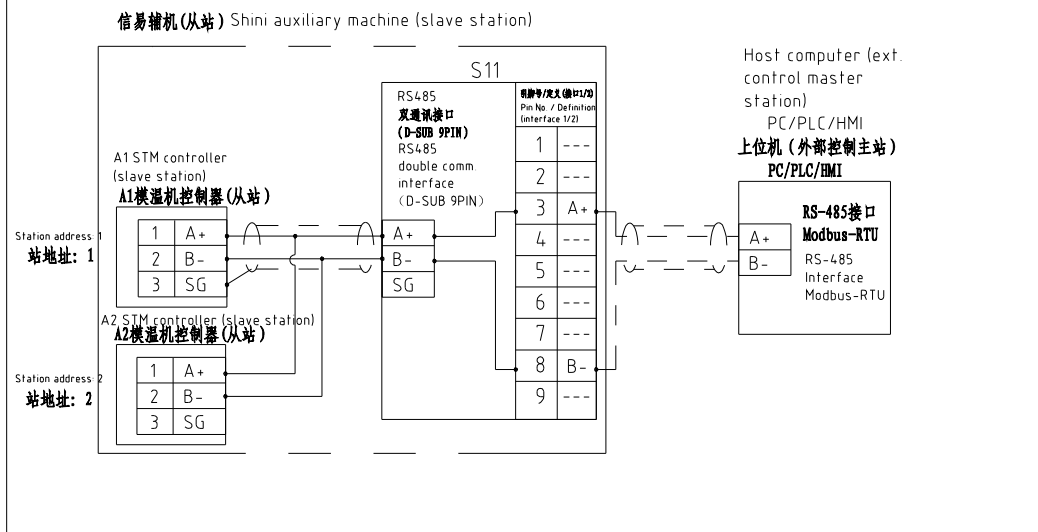 信易辅机(从站) Shini auxiliary machine (slave station)
S11
RS485
双通讯接口
(D-SUB 9PIN)
RS485
double comm.
interface
(D-SUB 9PIN)
A+
B-
SG
引脚号/定义(接口1/2)
Pin No. / Definition
(interface 1/2)
1 ---
2 ---
3 A+
4 ---
5 ---
6 ---
7 ---
8 B-
9 ---
A1 STM controller
(slave station)
A1模温机控制器(从站)
1 A+
2 B-
3 SG
Station address: 1
站地址: 1
A2 STM controller (slave station)
A2模温机控制器(从站)
1 A+
2 B-
3 SG
Station address: 2
站地址: 2
Host computer (ext.
control master
station)
PC/PLC/HMI
上位机(外部控制主站)
PC/PLC/HMI
A+
B-
RS-485接口
Modbus-RTU
RS-485
Interface
Modbus-RTU